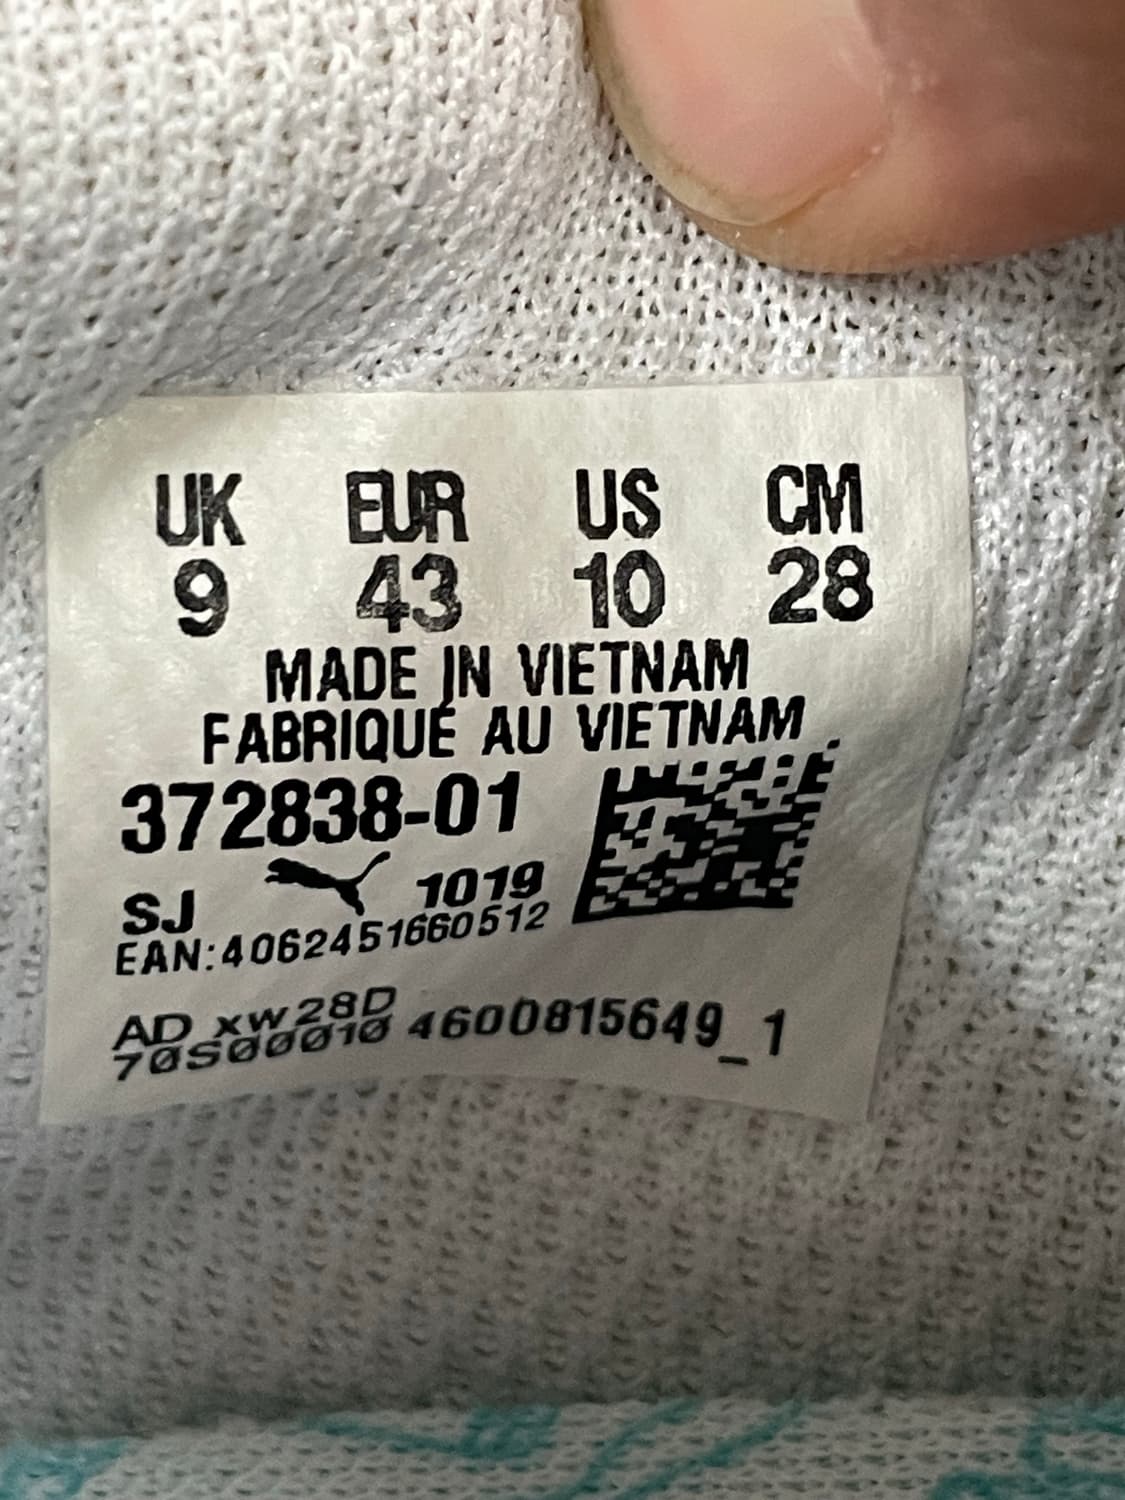 UK EUR US CM
9 43 10 28
MADE IN VIETNAM
FABRIQUÉ AU VIETNAM
372838-01
SJ 1019
EAN:4062451660512
AD xw28D
70S00010 4600815649_1